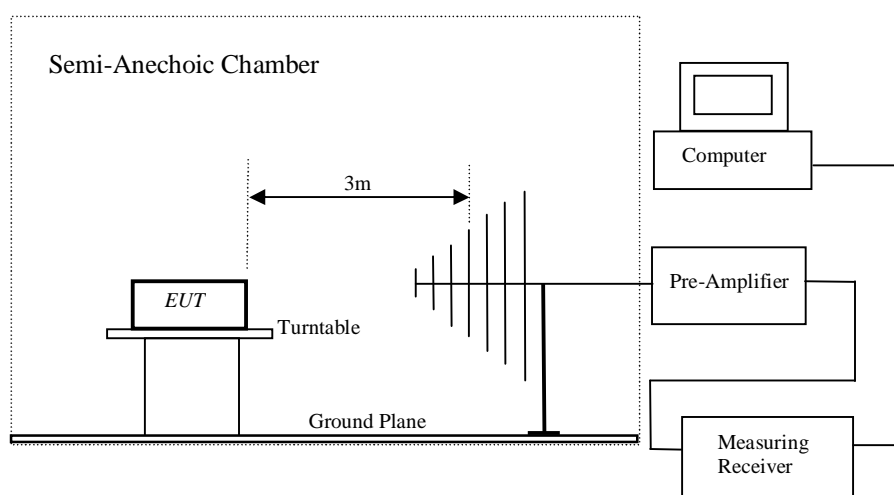 Semi-Anechoic Chamber
Computer
3m
Pre-Amplifier
EUT
Turntable
Ground Plane
Measuring
Receiver